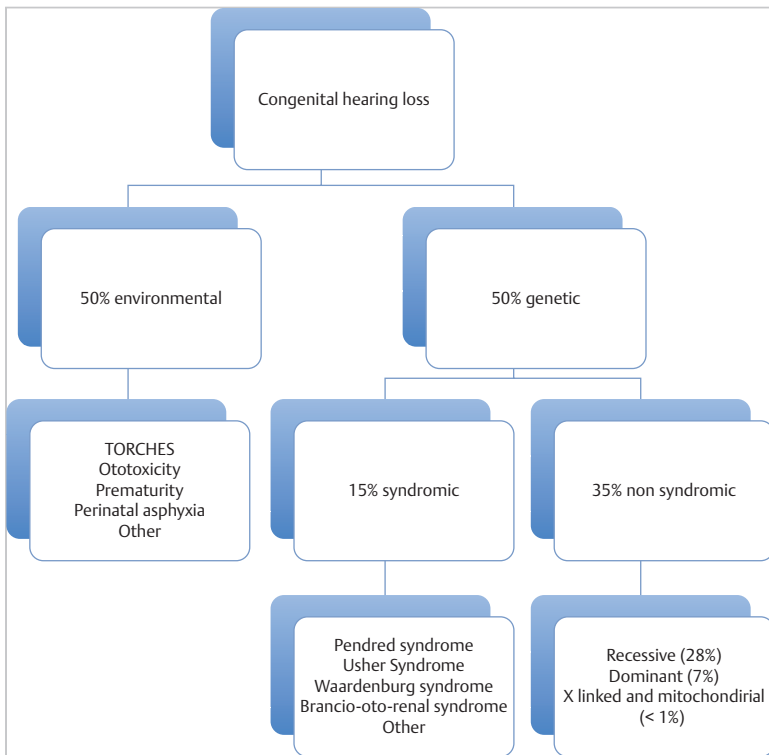 Congenital hearing loss
50% environmental
50% genetic
TORCHES
Ototoxicity
Prematurity
Perinatal asphyxia
Other
15% syndromic
35% non syndromic
Pendred syndrome
Usher Syndrome
Waardenburg syndrome
Brancio-oto-renal syndrome
Other
Recessive (28%)
Dominant (7%)
X linked and mitochondirial
(< 1%)